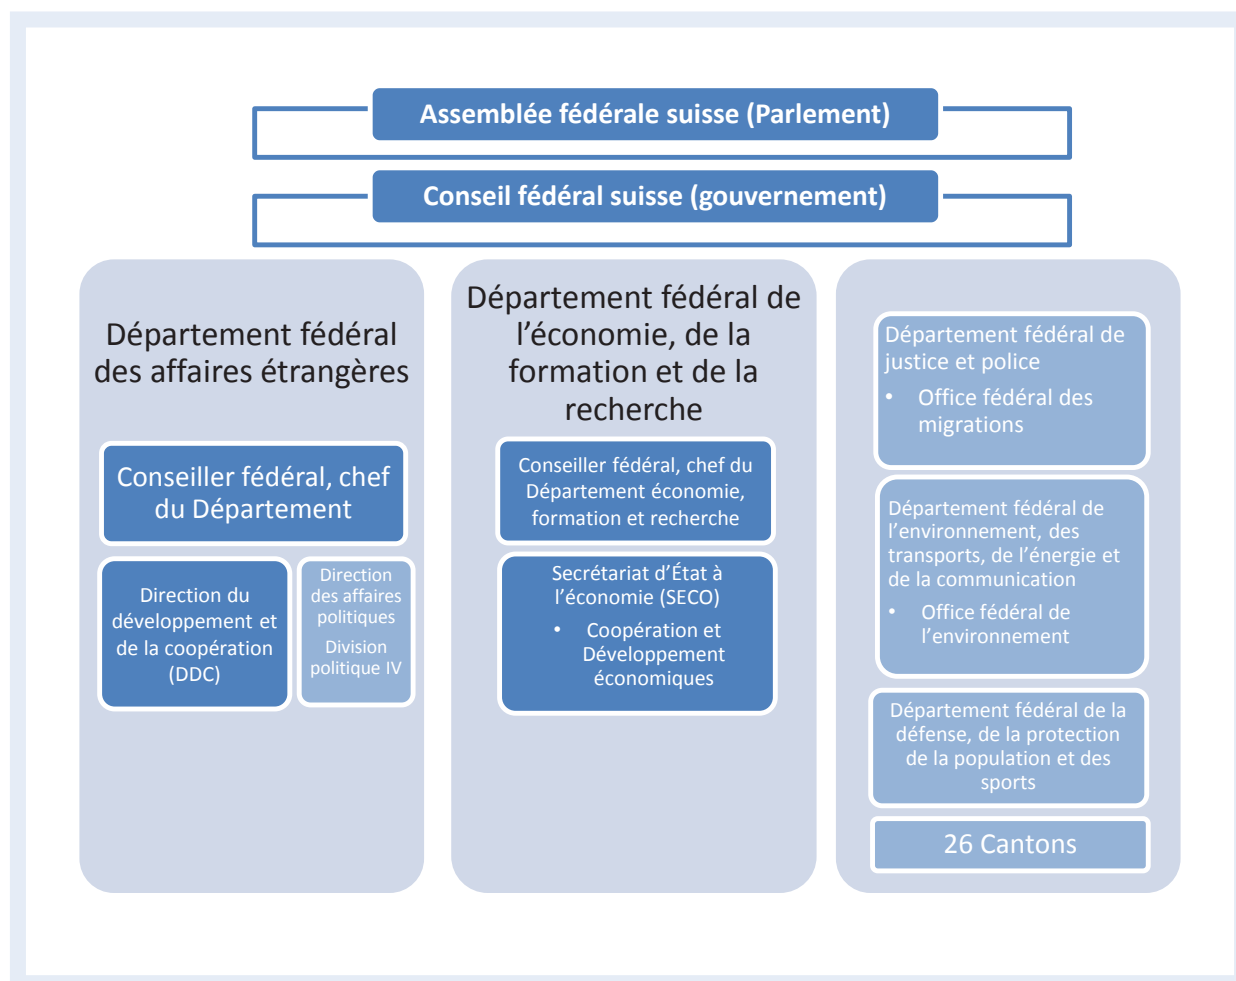 Assemblée fédérale suisse (Parlement)
Conseil fédéral suisse (gouvernement)
Département fédéral
des affaires étrangères
Conseiller fédéral, chef
du Département
Direction du
développement et
de la coopération
(DDC)
Direction
des affaires
politiques
Division
politique IV
Département fédéral de
l’économie, de la
formation et de la
recherche
Conseiller fédéral, chef du
Département économie,
formation et recherche
Secrétariat d’État à
l’économie (SECO)
• Coopération et
Développement
économiques
Département fédéral de
justice et police
• Office fédéral des
migrations
Département fédéral de
l’environnement, des
transports, de l’énergie et
de la communication
• Office fédéral de
l’environnement
Département fédéral de la
défense, de la protection
de la population et des
sports
26 Cantons